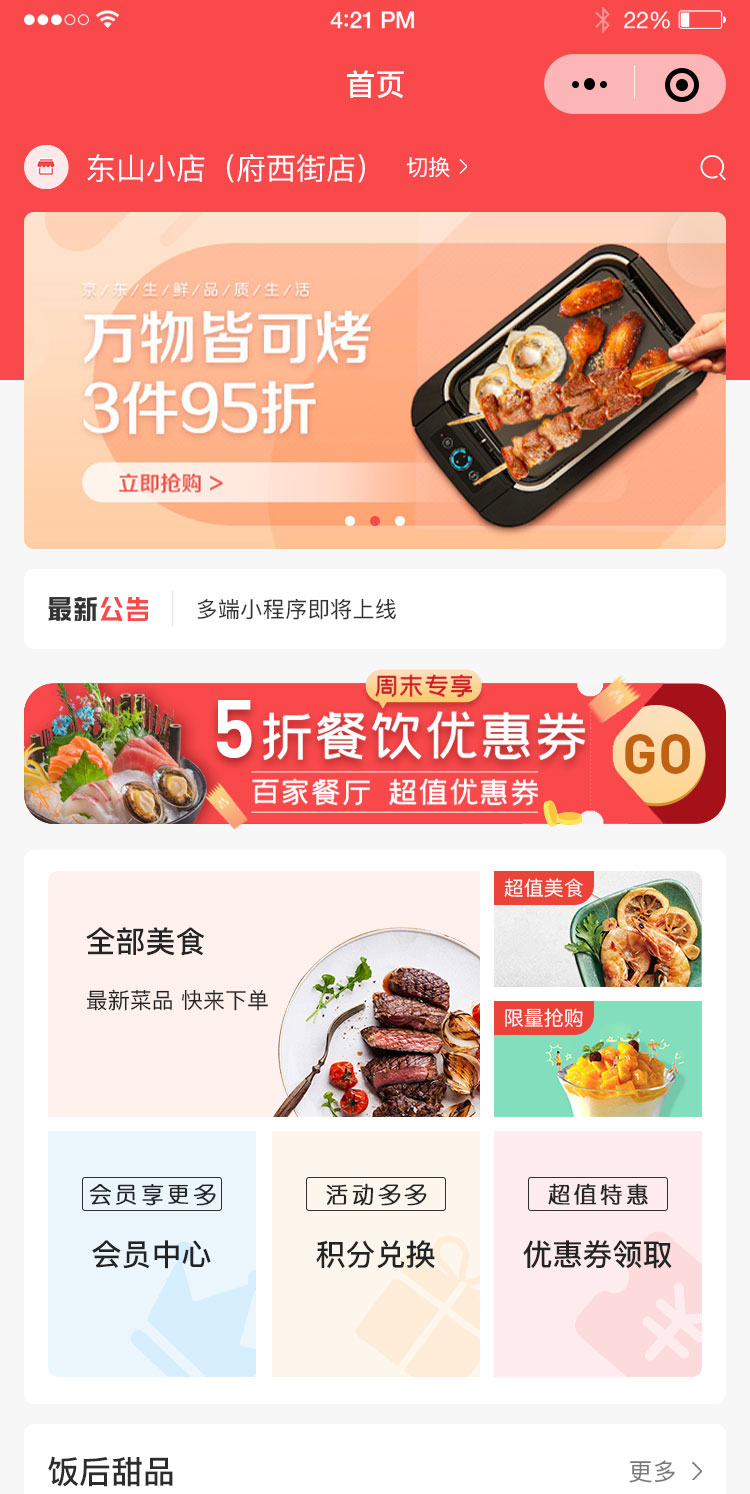 4:21 PM
22%
首页
东山小店（府西街店）
切换
京/东/生/鲜/品/质/生/活
万物皆可烤
3件95折
立即抢购 >
最新公告
多端小程序即将上线
周末专享
5折餐饮优惠券
百家餐厅 超值优惠券
GO
全部美食
最新菜品 快来下单
超值美食
限量抢购
会员享更多
会员中心
活动多多
积分兑换
超值特惠
优惠券领取
饭后甜品
更多